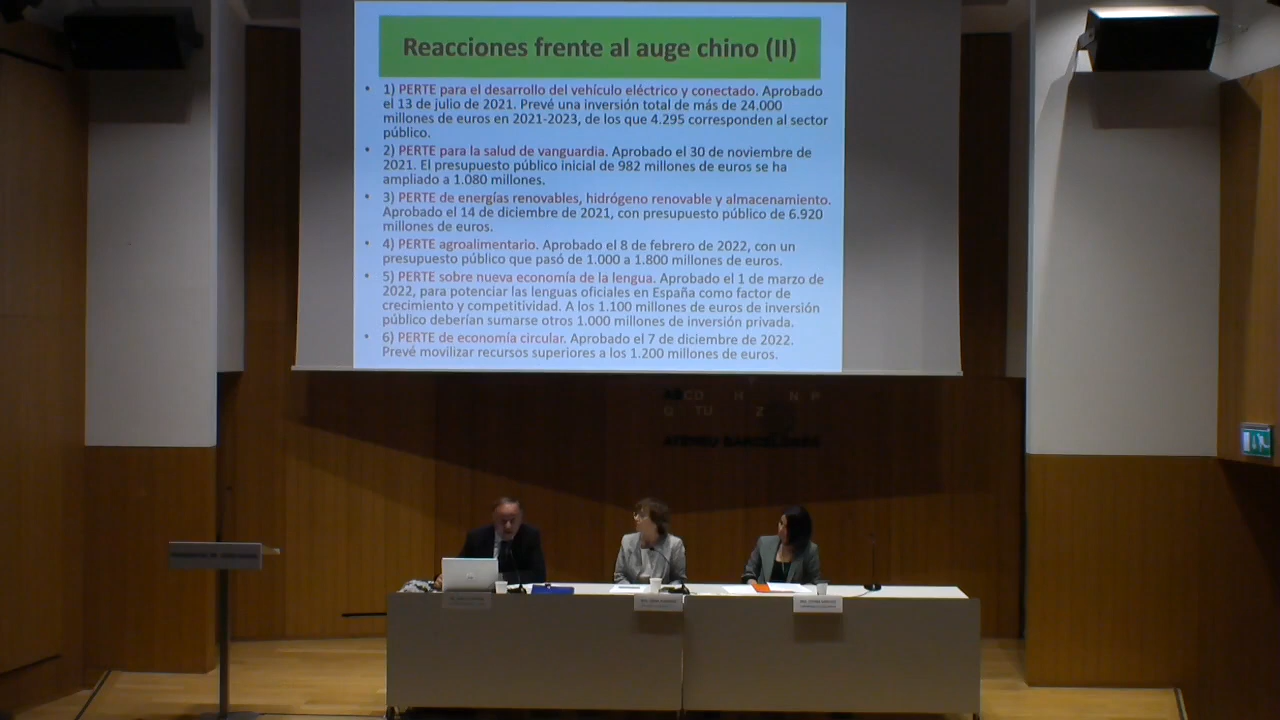 Reacciones frente al auge chino (II)
• 1) PERTE para el desarrollo del vehículo eléctrico y conectado. Aprobado
el 13 de julio de 2021. Prevé una inversión total de más de 24.000
millones de euros en 2021-2023, de los que 4.295 corresponden al sector
público.
• 2) PERTE para la salud de vanguardia. Aprobado el 30 de noviembre de
2021. El presupuesto público inicial de 982 millones de euros se ha
ampliado a 1.080 millones.
• 3) PERTE de energías renovables, hidrógeno renovable y almacenamiento.
Aprobado el 14 de diciembre de 2021, con presupuesto público de 6.920
millones de euros.
• 4) PERTE agroalimentario. Aprobado el 8 de febrero de 2022, con un
presupuesto público que pasó de 1.000 a 1.800 millones de euros.
• 5) PERTE sobre nueva economía de la lengua. Aprobado el 1 de marzo de
2022, para potenciar las lenguas oficiales en España como factor de
crecimiento y competitividad. A los 1.100 millones de euros de inversión
público deberían sumarse otros 1.000 millones de inversión privada.
• 6) PERTE de economía circular. Aprobado el 7 de diciembre de 2022.
Prevé movilizar recursos superiores a los 1.200 millones de euros.
ABCD H N P
Q TU Z
ATENEU BARCELONÈS